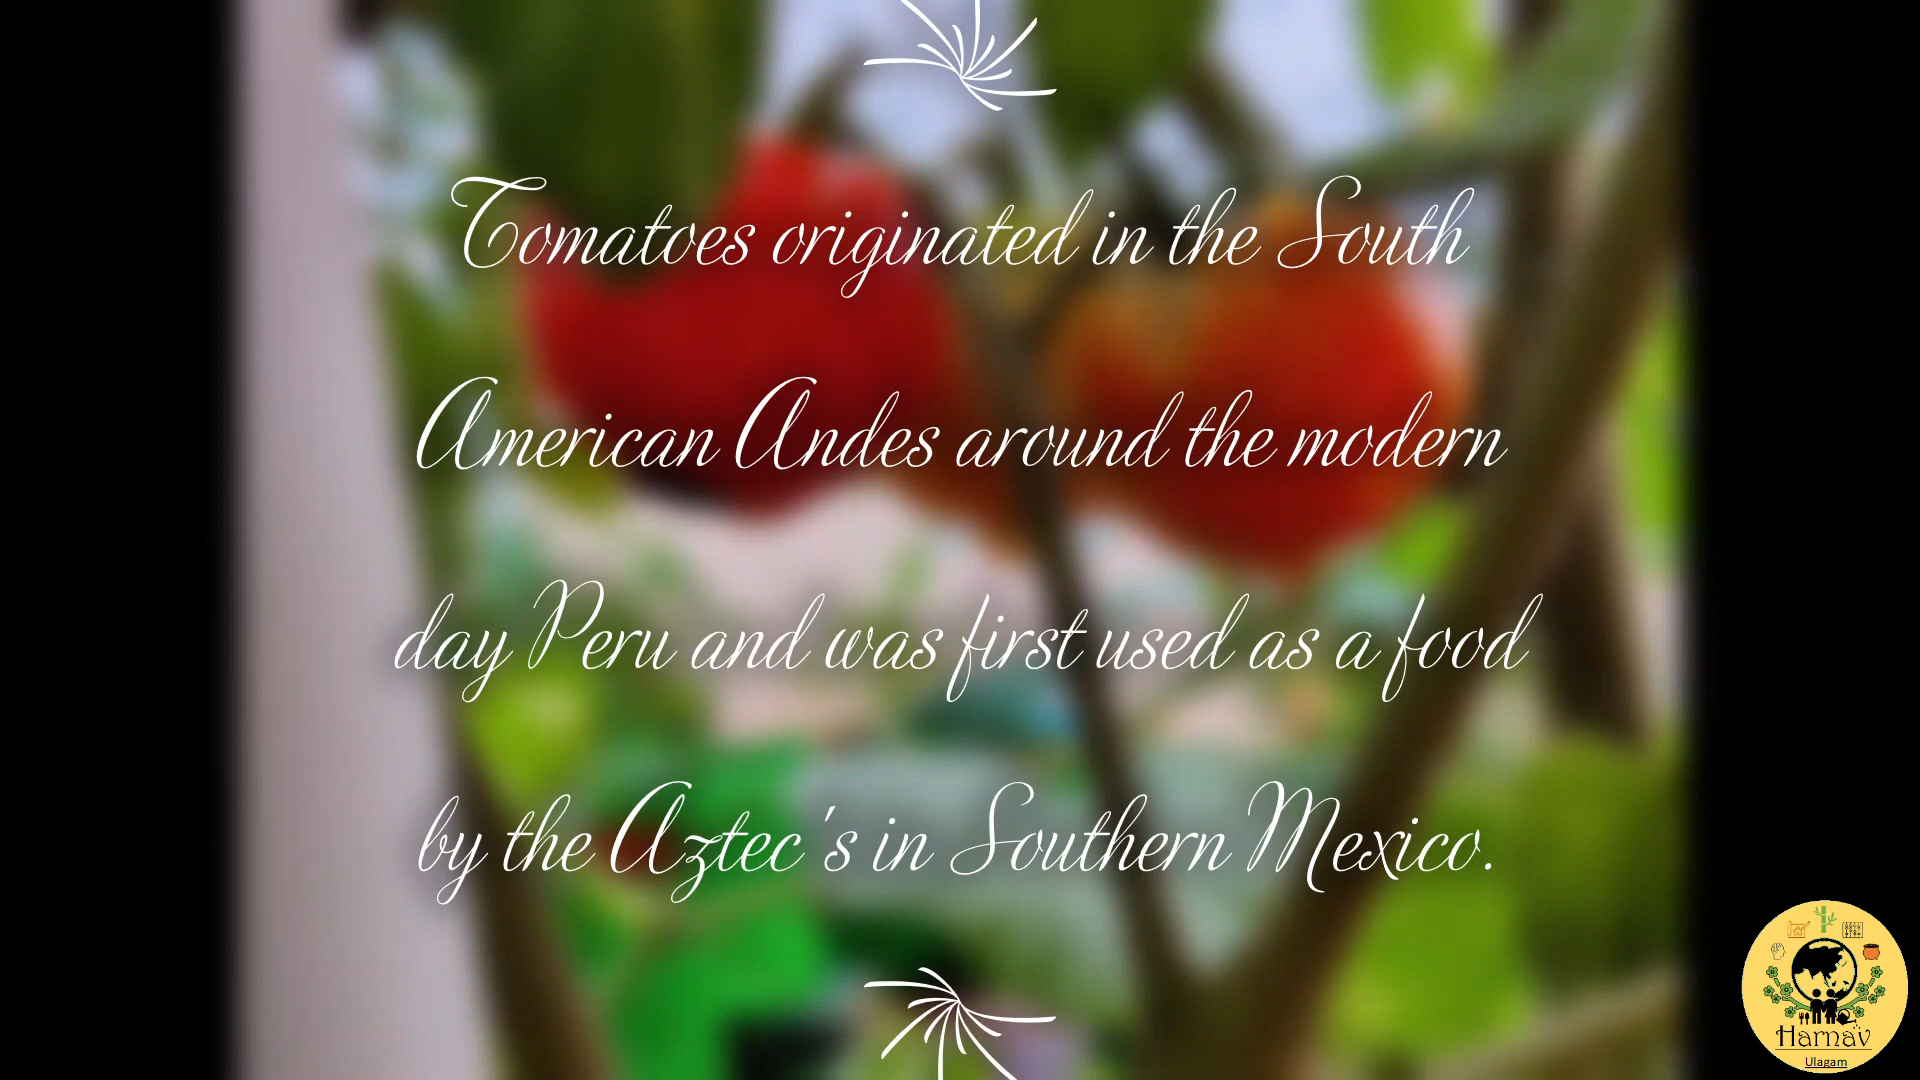 Tomatoes originated in the South
American Andes around the modern
day Peru and was first used as a food
by the Aztec's in Southern Mexico.
Harnav
Ulagam